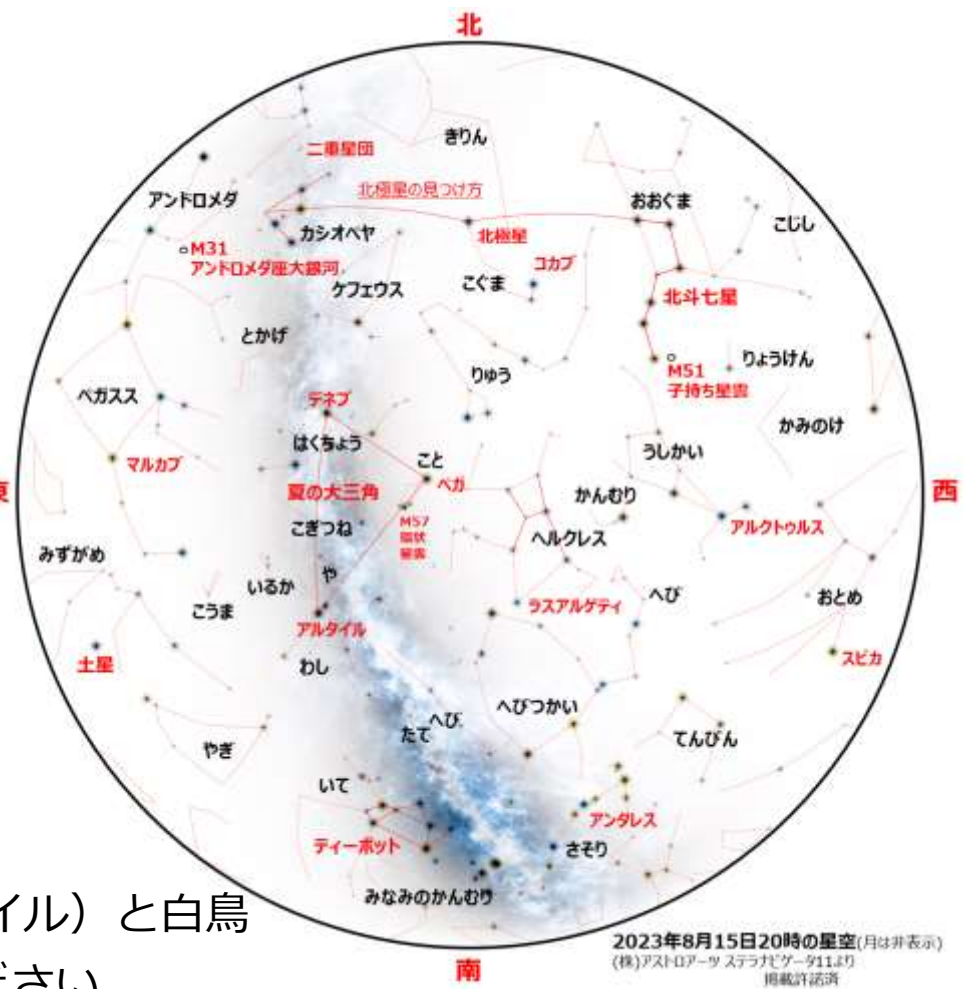 北
きりん
二重星団
北極星の見つけ方
アンドロメダ
おおぐま
こじし
カシオペヤ
北極星
M31
アンドロメダ座大銀河
コカブ
ケフェウス
こぐま
北斗七星
とかげ
りゅう
M51
子持ち星雲
りょうけん
ペガスス
デネブ
かみのけ
はくちょう
うしかい
マルカブ
こと
ベガ
夏の大三角
かんむり
東
西
こぎつね
M57
環状
星雲
アルクトゥルス
ヘルクレス
みずがめ
や
いるか
こうま
ラスアルゲティ
へび
おとめ
アルタイル
土星
わし
スピカ
へびつかい
へび
たて
てんびん
やぎ
いて
アンタレス
ティーポット
さそり
みなみのかんむり
イル）と白鳥
ださい
南
2023年8月15日20時の星空(月は非表示)
(株)アストロアーツ ステラナビゲータ11より
掲載許諾済